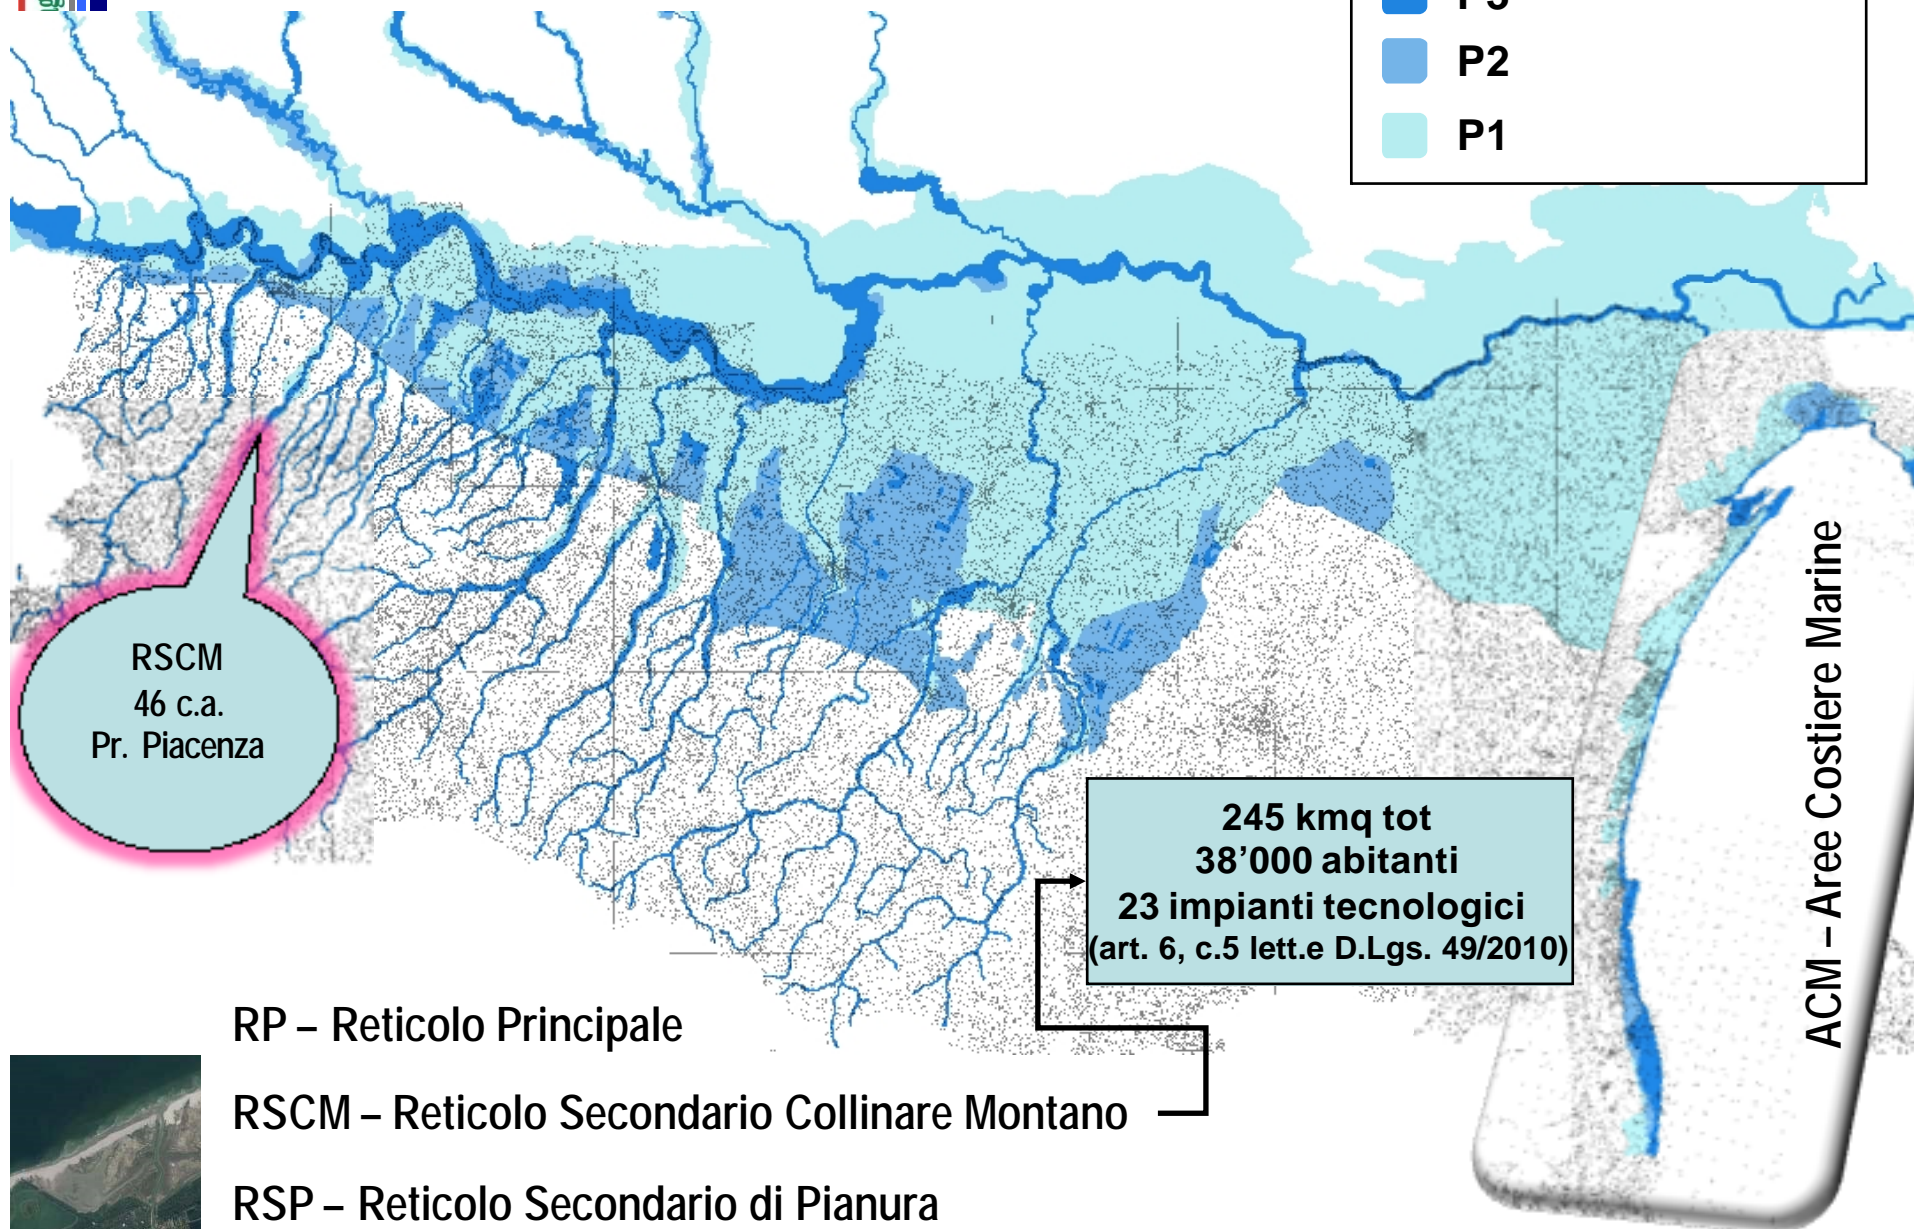 P3
P2
P1
RSCM
46 c.a.
Pr. Piacenza
245 kmq tot
38’000 abitanti
23 impianti tecnologici
(art. 6, c.5 lett.e D.Lgs. 49/2010)
ACM – Aree Costiere Marine
RP – Reticolo Principale
RSCM – Reticolo Secondario Collinare Montano
RSP – Reticolo Secondario di Pianura